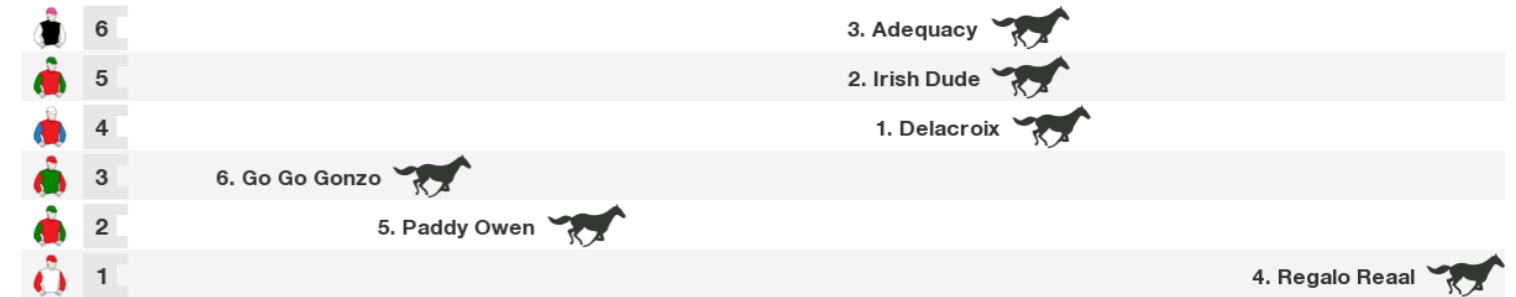 6 3. Adequacy
5 2. Irish Dude
4 1. Delacroix
3 6. Go Go Gonzo
2 5. Paddy Owen
1 4. Regalo Reaal